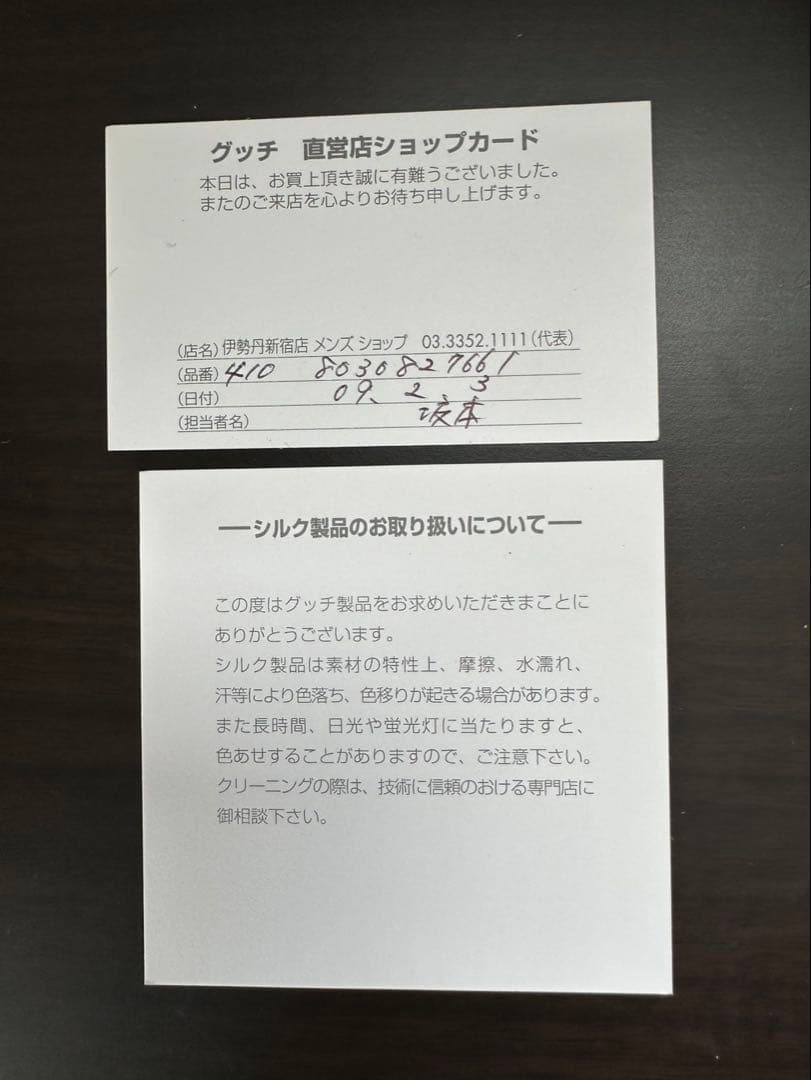 グッチ　直営店ショップカード
本日は、お買上頂き誠に有難うございました。
またのご来店を心よりお待ち申し上げます。
(店名) 伊勢丹新宿店 メンズ ショップ　03.3352.1111(代表)
(品番) 410　8030827661
(日付)　09. 2. 3
(担当者名)　坂本
──シルク製品のお取り扱いについて──
この度はグッチ製品をお求めいただきまことに
ありがとうございます。
シルク製品は素材の特性上、摩擦、水濡れ、
汗等により色落ち、色移りが起きる場合があります。
また長時間、日光や蛍光灯に当たりますと、
色あせすることがありますので、ご注意下さい。
クリーニングの際は、技術に信頼のおける専門店に
御相談下さい。